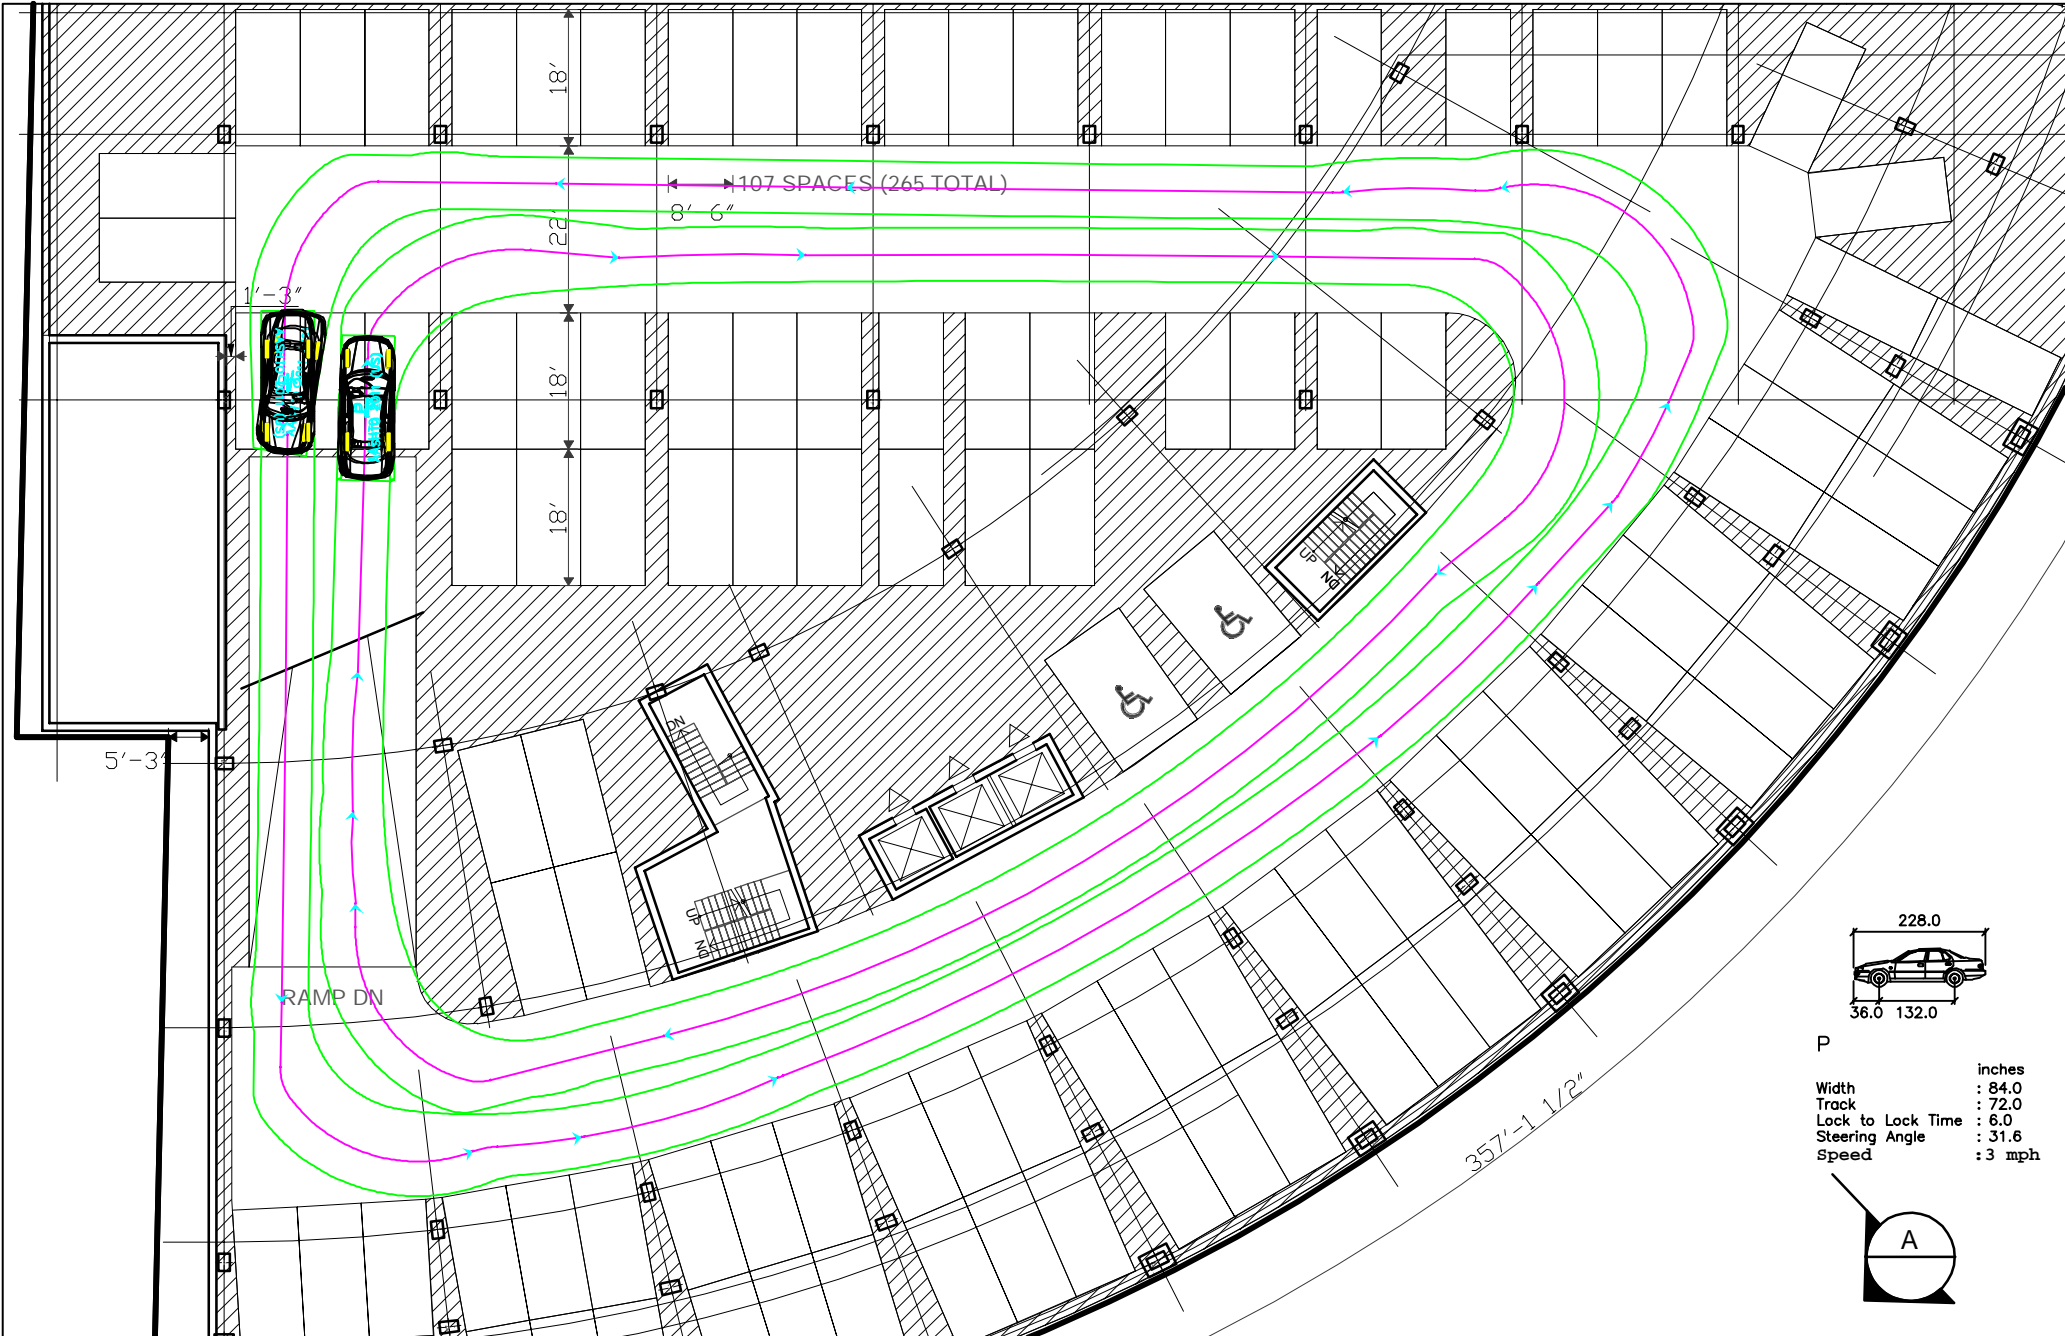 18'
107 SPACES (265 TOTAL)
8'-6"
22'
1'-3"
18'
18'
UP
DN
DN
5'-3"
UP
DN
RAMP DN
228.0
36.0 132.0
P
inches
Width : 84.0
Track : 72.0
Lock to Lock Time : 6.0
Steering Angle : 31.6
Speed : 3 mph
357'-1 1/2"
A